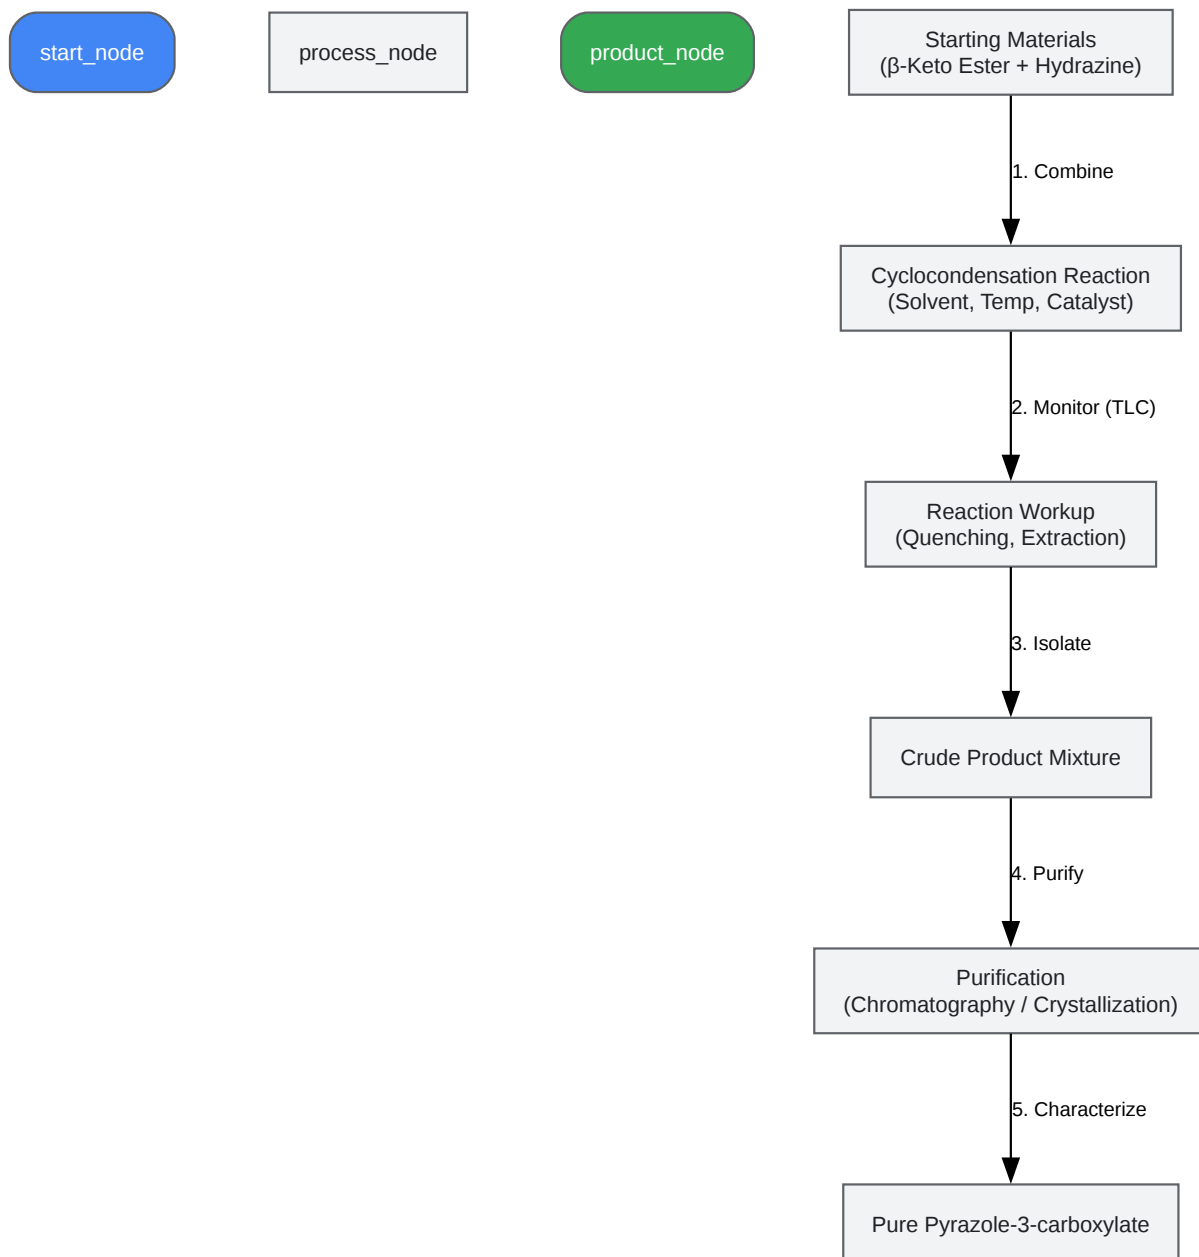 start_node
process_node
product_node
Starting Materials
(β-Keto Ester + Hydrazine)
1. Combine
Cyclocondensation Reaction
(Solvent, Temp, Catalyst)
2. Monitor (TLC)
Reaction Workup
(Quenching, Extraction)
3. Isolate
Crude Product Mixture
4. Purify
Purification
(Chromatography / Crystallization)
5. Characterize
Pure Pyrazole-3-carboxylate